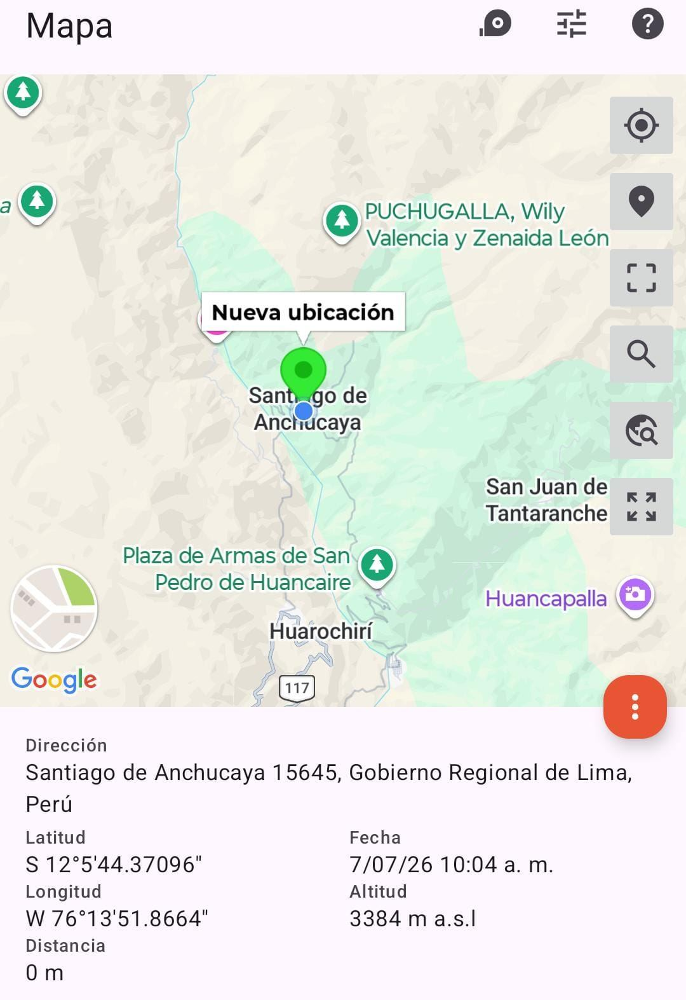 Mapa
a
PUCHUGALLA, Wily
Valencia y Zenaida León
Nueva ubicación
Santiago de
Anchucaya
San Juan de
Tantaranche
Plaza de Armas de San
Pedro de Huancaire
Huancapalla
Huarochirí
Google
117
Dirección
Santiago de Anchucaya 15645, Gobierno Regional de Lima,
Perú
Latitud
S 12°5'44.37096"
Fecha
7/07/26 10:04 a. m.
Longitud
W 76°13'51.8664"
Altitud
3384 m a.s.l
Distancia
0 m